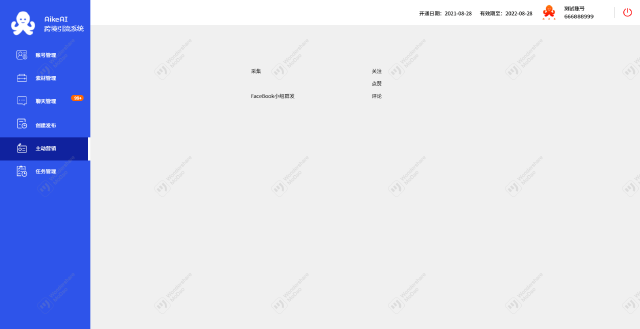 AikeAI
跨境引流系统
开通日期：2021-08-28 有效期至：2022-08-28
测试账号
666888999
账号管理
素材管理
聊天管理
99+
创建发布
主动营销
任务管理
采集
关注
点赞
FaceBook小组群发
评论